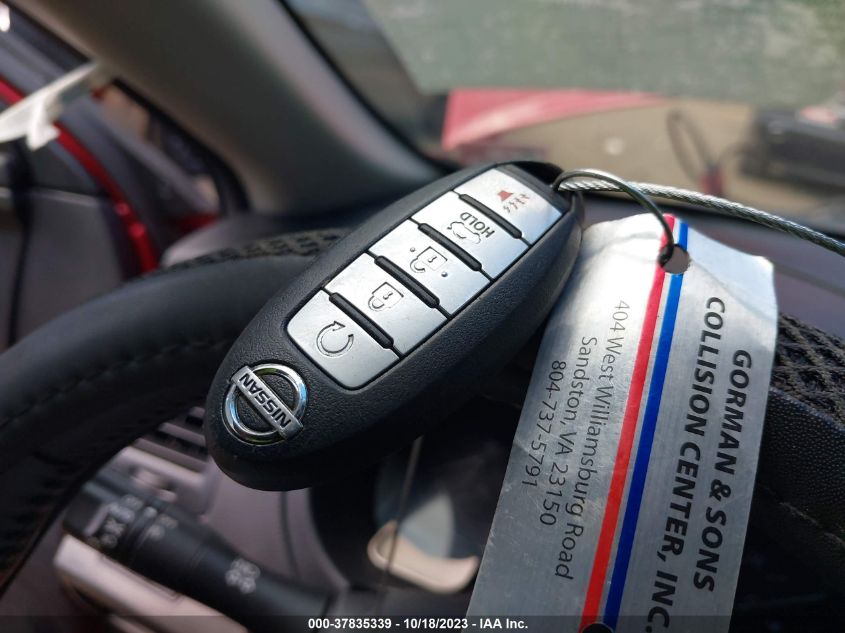 HOLD
NISSAN
GORMAN & SONS
COLLISION CENTER, INC.
404 West Williamsburg Road
Sandston, VA 23150
804-737-5791
000-37835339 - 10/18/2023 - IAA Inc.